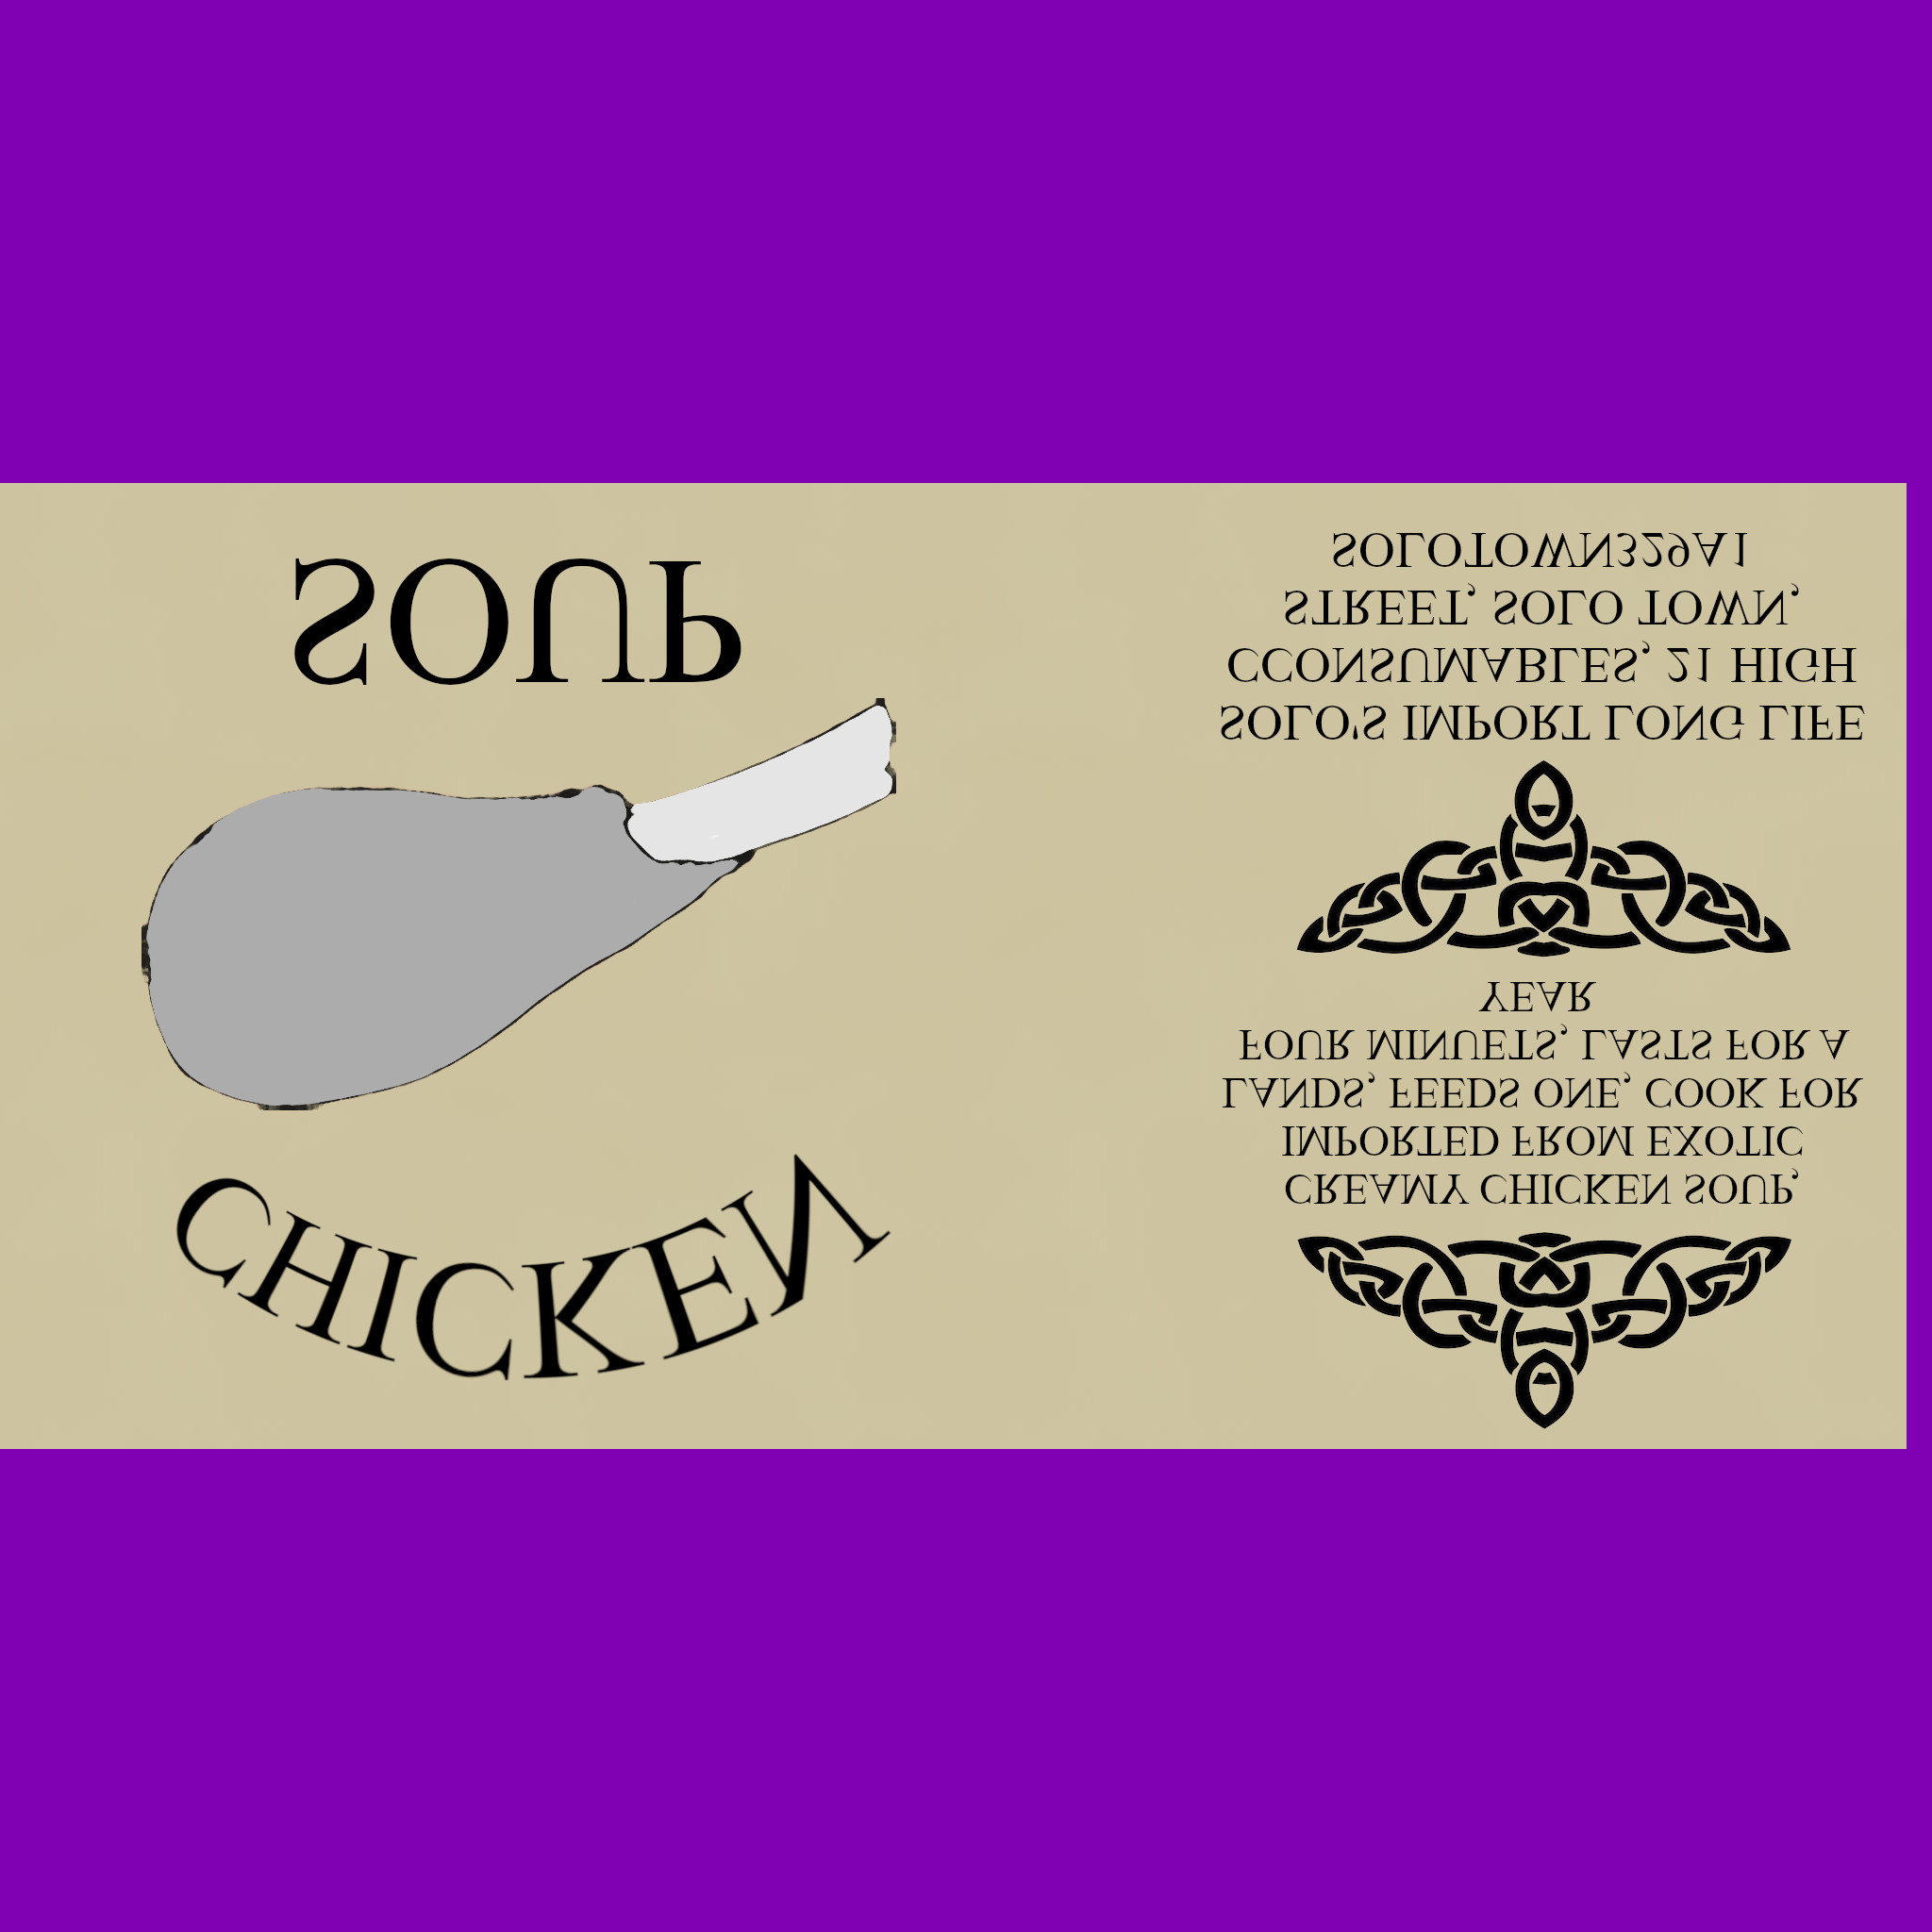 CHICKEN
SOUP
CREAMY CHICKEN SOUP,
IMPORTED FROM EXOTIC
LANDS, FEEDS ONE, COOK FOR
FOUR MINUETS, LASTS FOR A
YEAR
SOLO'S IMPORT LONG LIFE
CCONSUMABLES, 21 HIGH
STREET, SOLO TOWN,
SOLOTOWN329A1